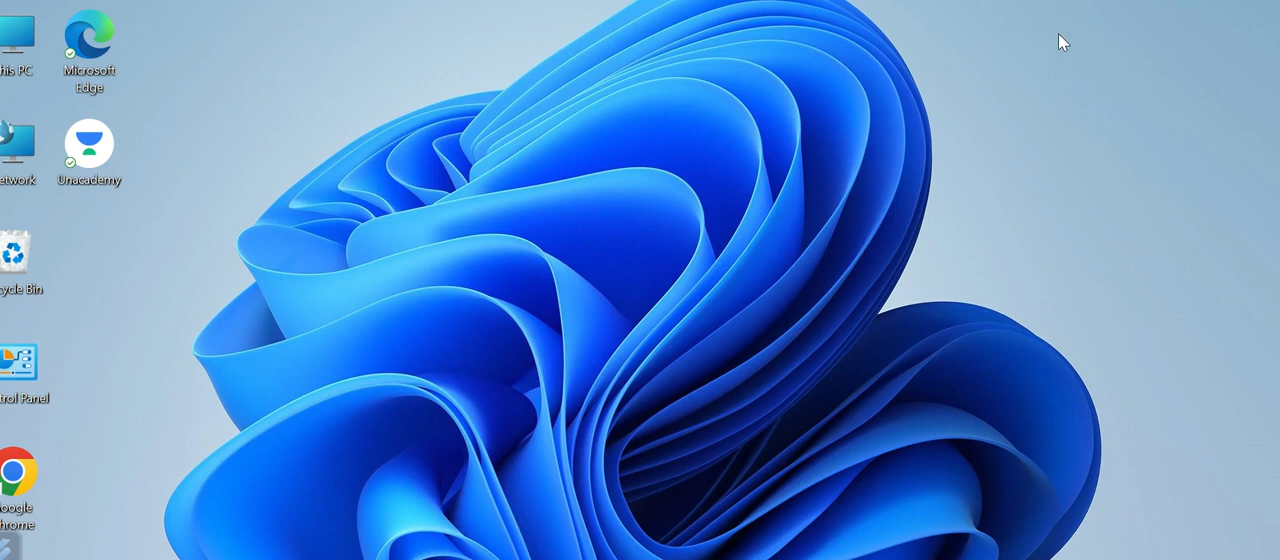 his PC
Microsoft
Edge
etwork
Unacademy
cycle Bin
trol Panel
oogle
hrome